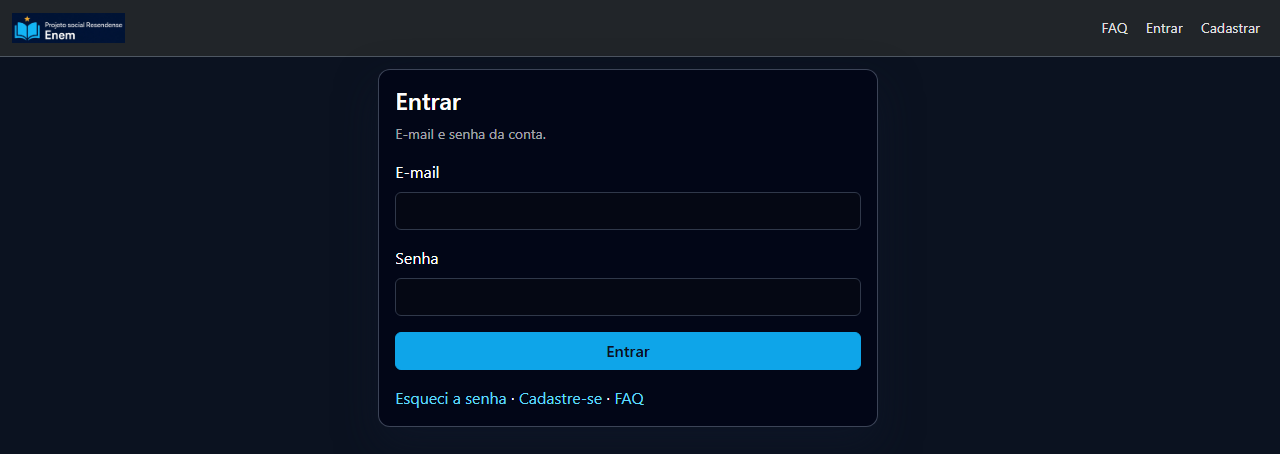 Projeto social Resendense
Enem
FAQ Entrar Cadastrar
Entrar
E-mail e senha da conta.
E-mail
Senha
Entrar
Esqueci a senha · Cadastre-se · FAQ